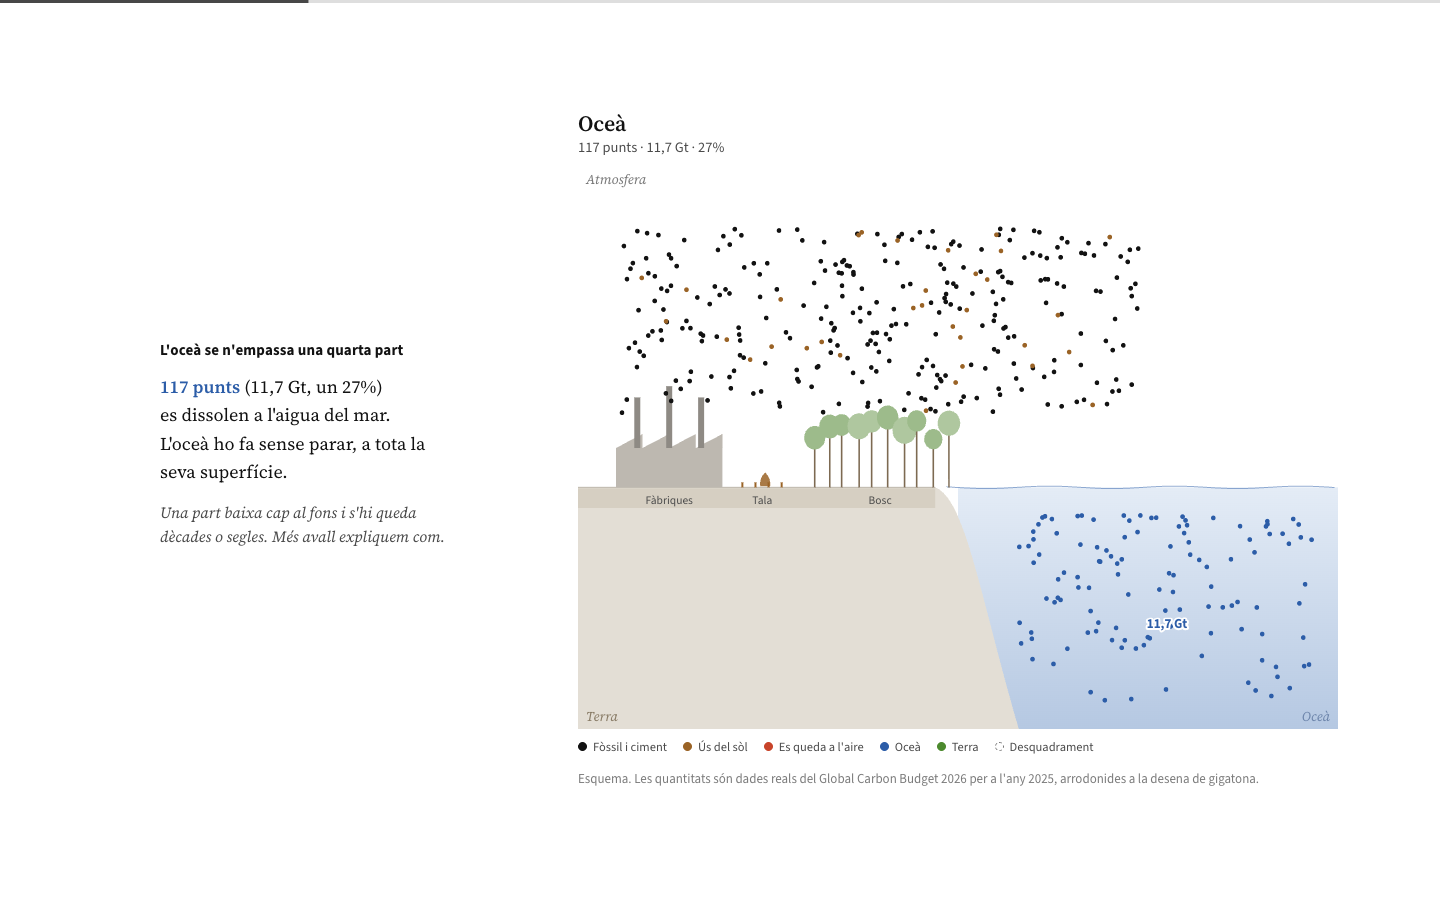 L'oceà se n'empassa una quarta part
117 punts (11,7 Gt, un 27%)
es dissolen a l'aigua del mar.
L'oceà ho fa sense parar, a tota la
seva superfície.
Una part baixa cap al fons i s'hi queda
dècades o segles. Més avall expliquem com.
Oceà
117 punts · 11,7 Gt · 27%
Atmosfera
Fàbriques
Tala
Bosc
11,7 Gt
Terra
Oceà
Fòssil i ciment
Ús del sòl
Es queda a l'aire
Oceà
Terra
Desquadrament
Esquema. Les quantitats són dades reals del Global Carbon Budget 2026 per a l'any 2025, arrodonides a la desena de gigatona.